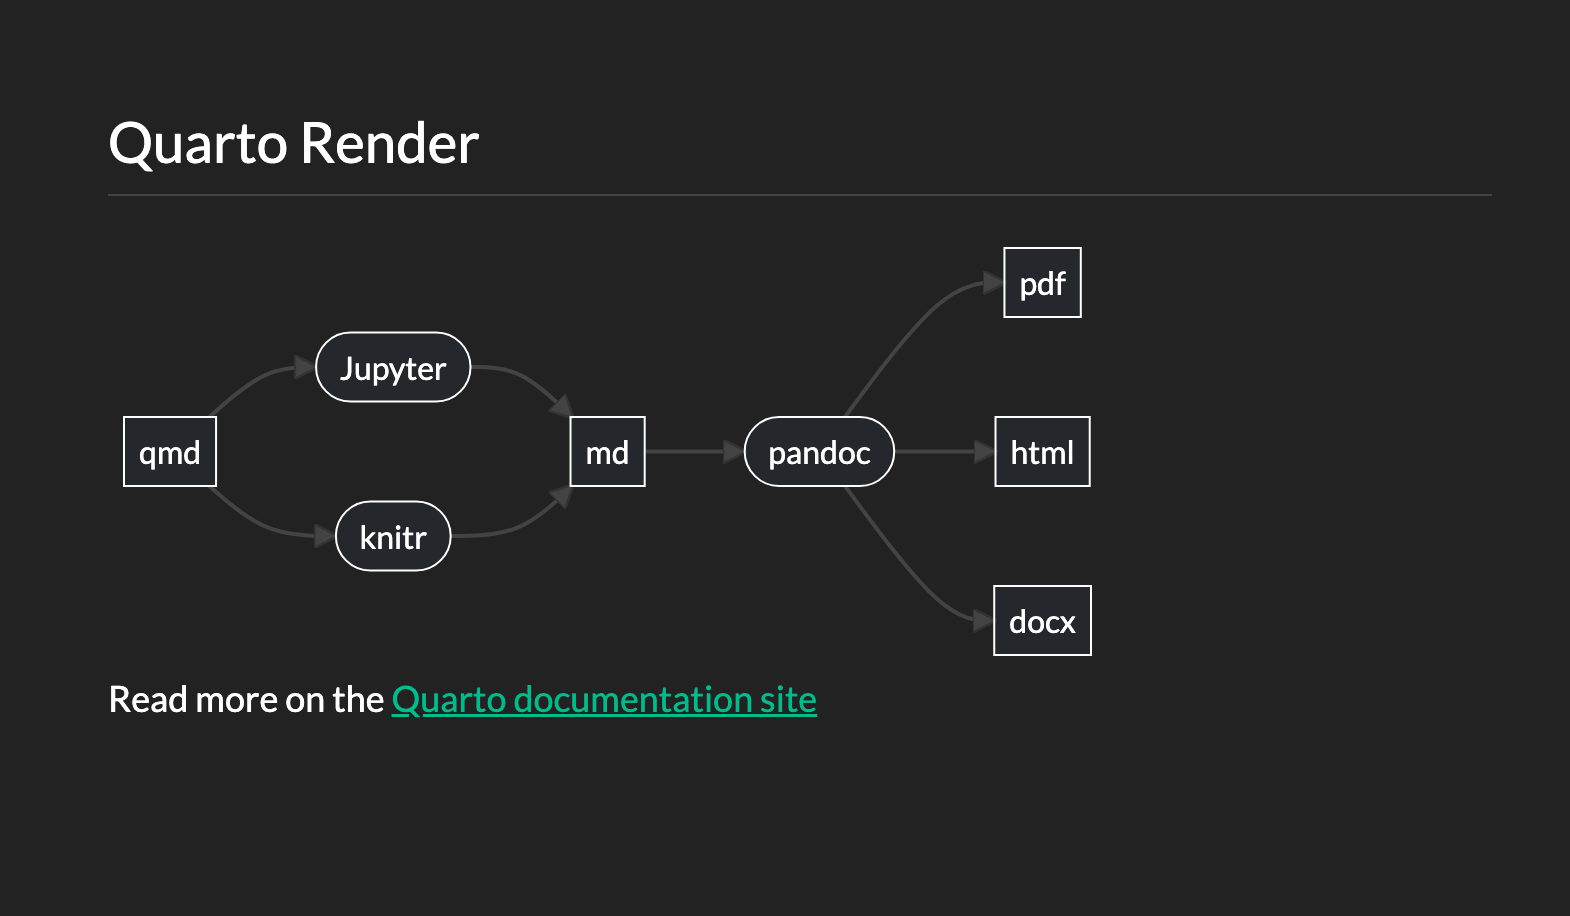 Quarto Render
pdf
Jupyter
qmd
md
pandoc
html
knitr
docx
Read more on the Quarto documentation site